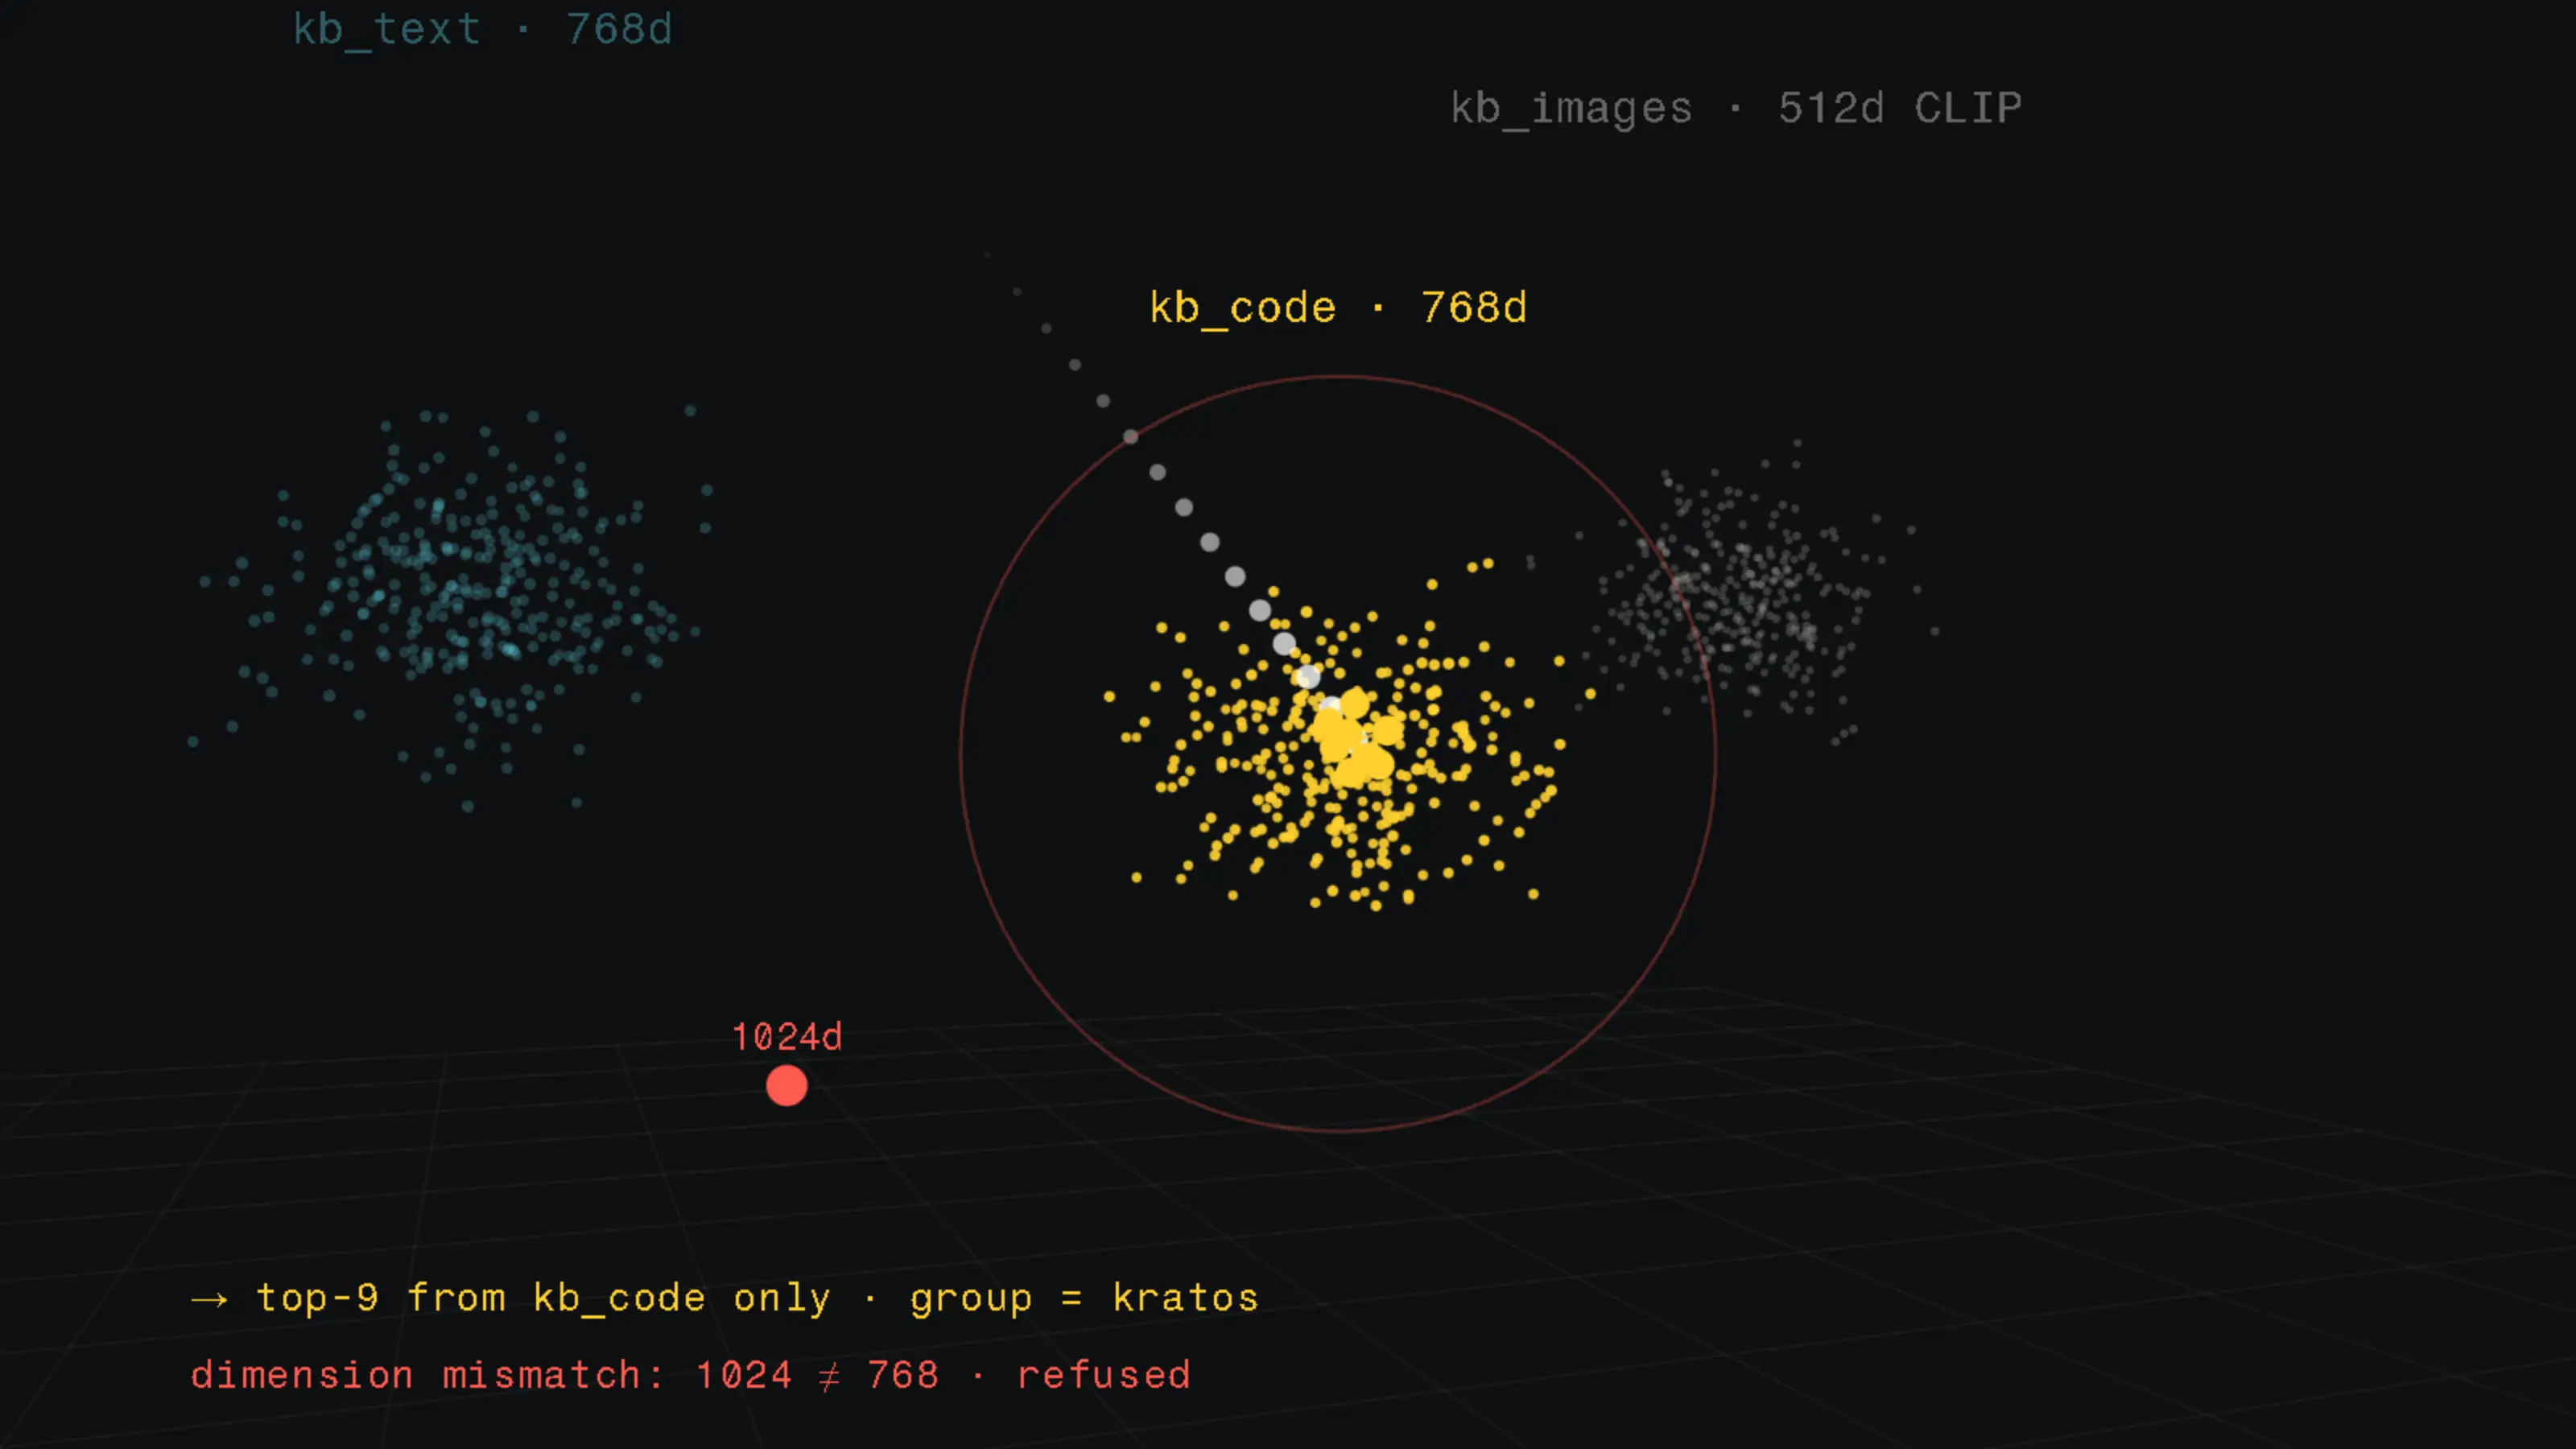 kb_text · 768d
kb_images · 512d CLIP
kb_code · 768d
1024d
→ top-9 from kb_code only · group = kratos
dimension mismatch: 1024 ≠ 768 · refused